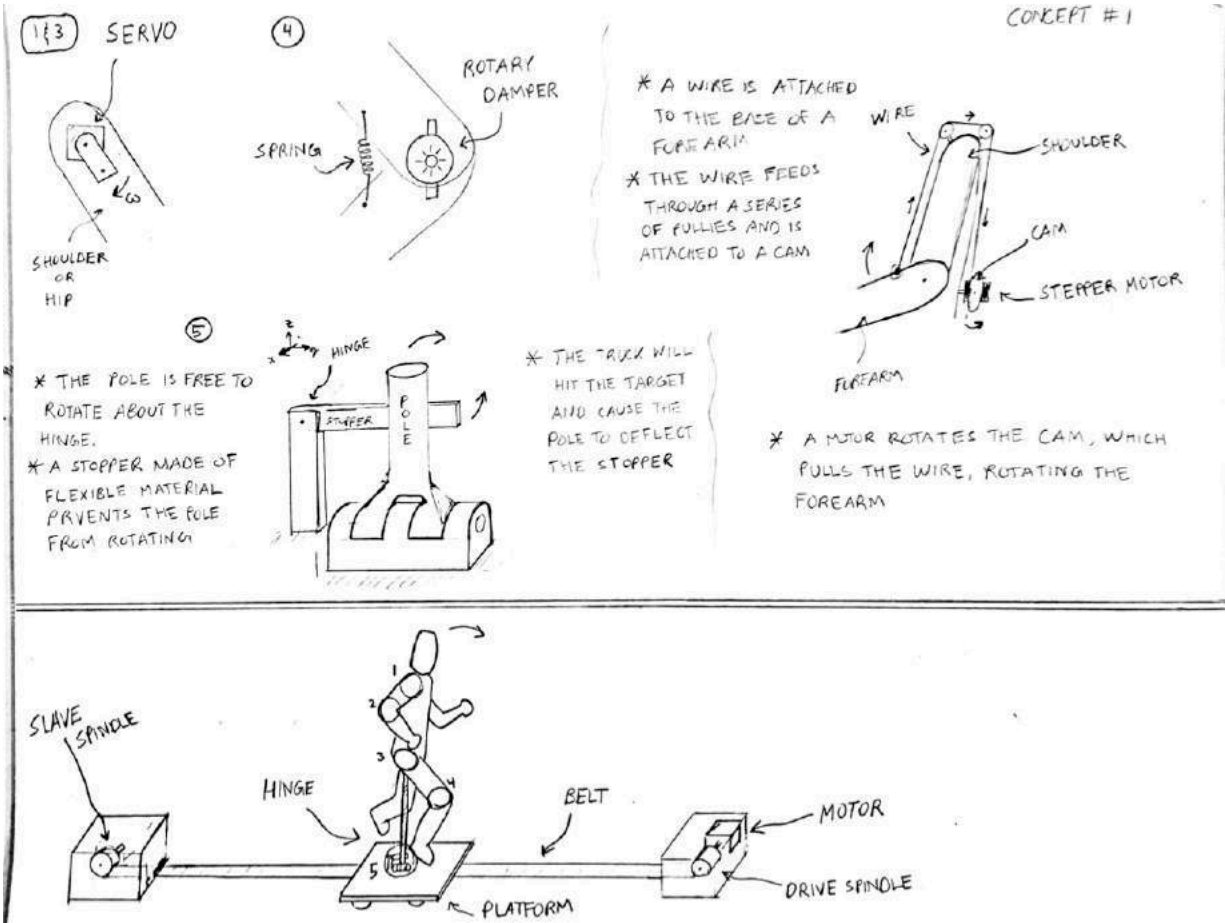 CONCEPT #1
1&3 SERVO
ω
SHOULDER
OR
HIP
4
SPRING
ROTARY
DAMPER
* A WIRE IS ATTACHED
TO THE BASE OF A
FOREARM
* THE WIRE FEEDS
THROUGH A SERIES
OF PULLIES AND IS
ATTACHED TO A CAM
WIRE
SHOULDER
CAM
STEPPER MOTOR
FOREARM
* A MOTOR ROTATES THE CAM, WHICH
PULLS THE WIRE, ROTATING THE
FOREARM
5
* THE POLE IS FREE TO
ROTATE ABOUT THE
HINGE.
* A STOPPER MADE OF
FLEXIBLE MATERIAL
PRVENTS THE POLE
FROM ROTATING
Z
X
HINGE
STOPPER
POLE
* THE TRUCK WILL
HIT THE TARGET
AND CAUSE THE
POLE TO DEFLECT
THE STOPPER
SLAVE
SPINDLE
HINGE
1
2
3
4
5
BELT
PLATFORM
MOTOR
DRIVE SPINDLE